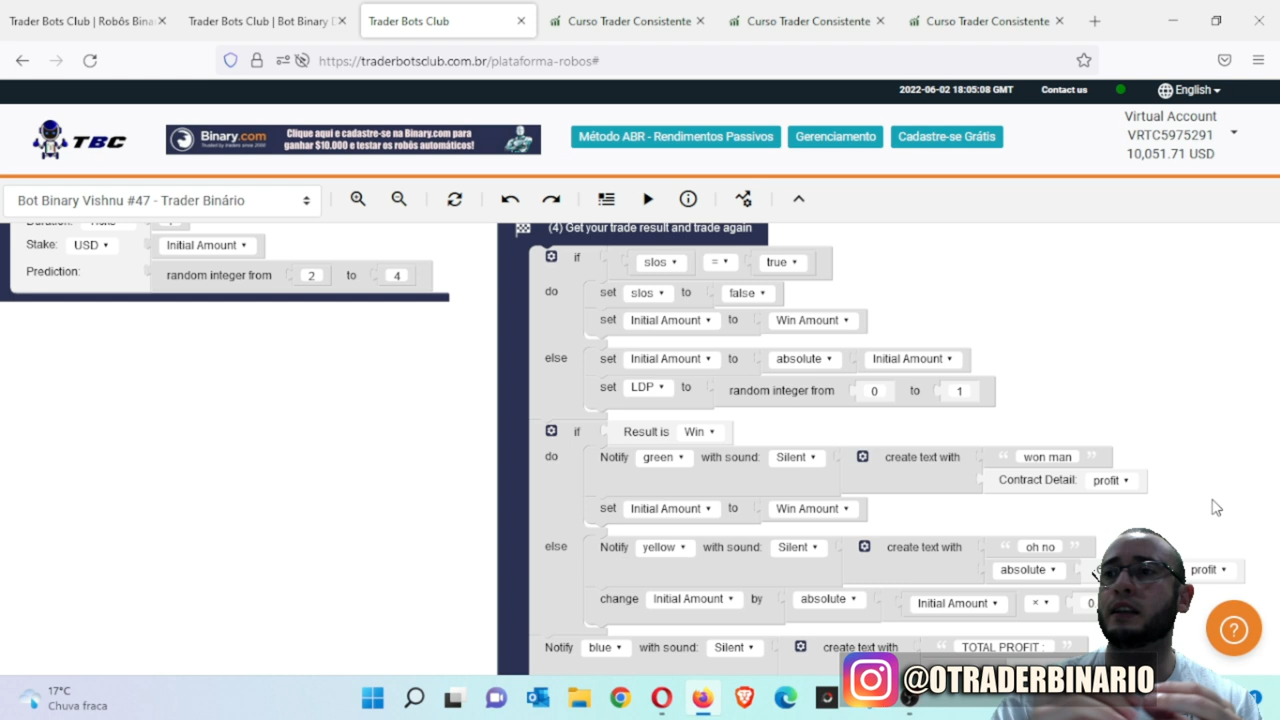 Trader Bots Club | Robôs Bina
Trader Bots Club | Bot Binary D
Trader Bots Club
Curso Trader Consistente
Curso Trader Consistente
Curso Trader Consistente
https://traderbotsclub.com.br/plataforma-robos#
2022-06-02 18:05:08 GMT
Contact us
English
TBC
Binary.com
Clique aqui e cadastre-se na Binary.com para
ganhar $10.000 e testar os robôs automáticos!
Método ABR - Rendimentos Passivos
Gerenciamento
Cadastre-se Grátis
Virtual Account
VRTC5975291
10,051.71 USD
Bot Binary Vishnu #47 - Trader Binário
Stake: USD Initial Amount
Prediction: random integer from 2 to 4
(4) Get your trade result and trade again
if slos = true
do set slos to false
set Initial Amount to Win Amount
else set Initial Amount to absolute Initial Amount
set LDP to random integer from 0 to 1
if Result is Win
do Notify green with sound: Silent create text with “ won man ”
Contract Detail: profit
set Initial Amount to Win Amount
else Notify yellow with sound: Silent create text with “ oh no ”
absolute profit
change Initial Amount by absolute Initial Amount × 0
Notify blue with sound: Silent create text with “ TOTAL PROFIT : ”
@OTRADERBINARIO
17°C
Chuva fraca